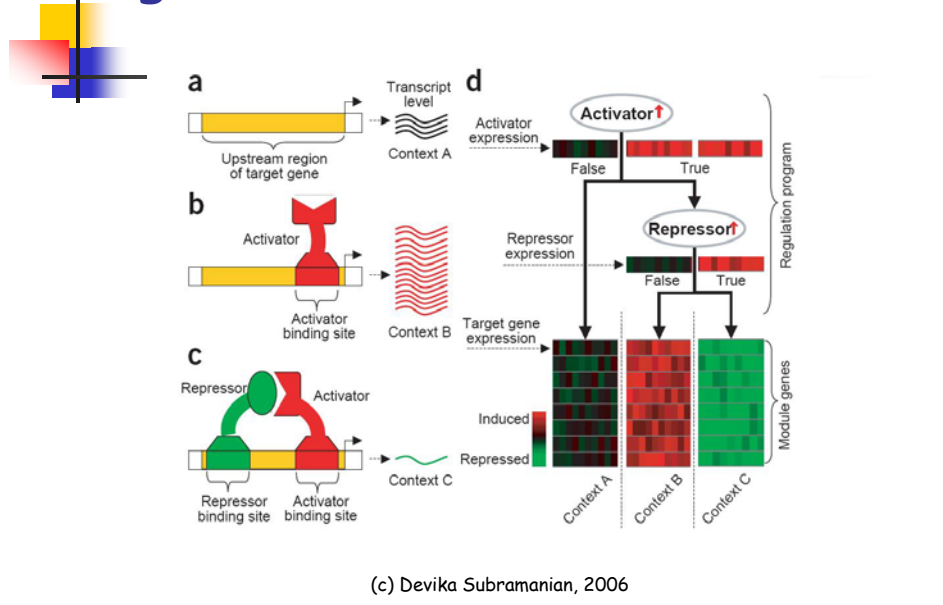 a
Transcript
level
Context A
Upstream region
of target gene
b
Activator
Activator
binding site
Context B
c
Repressor
Activator
Repressor
binding site
Activator
binding site
Context C
d
Activator
Activator
expression
False
True
Repressor
Repressor
expression
False
True
Regulation program
Target gene
expression
Induced
Repressed
Module genes
Context A
Context B
Context C
(c) Devika Subramanian, 2006